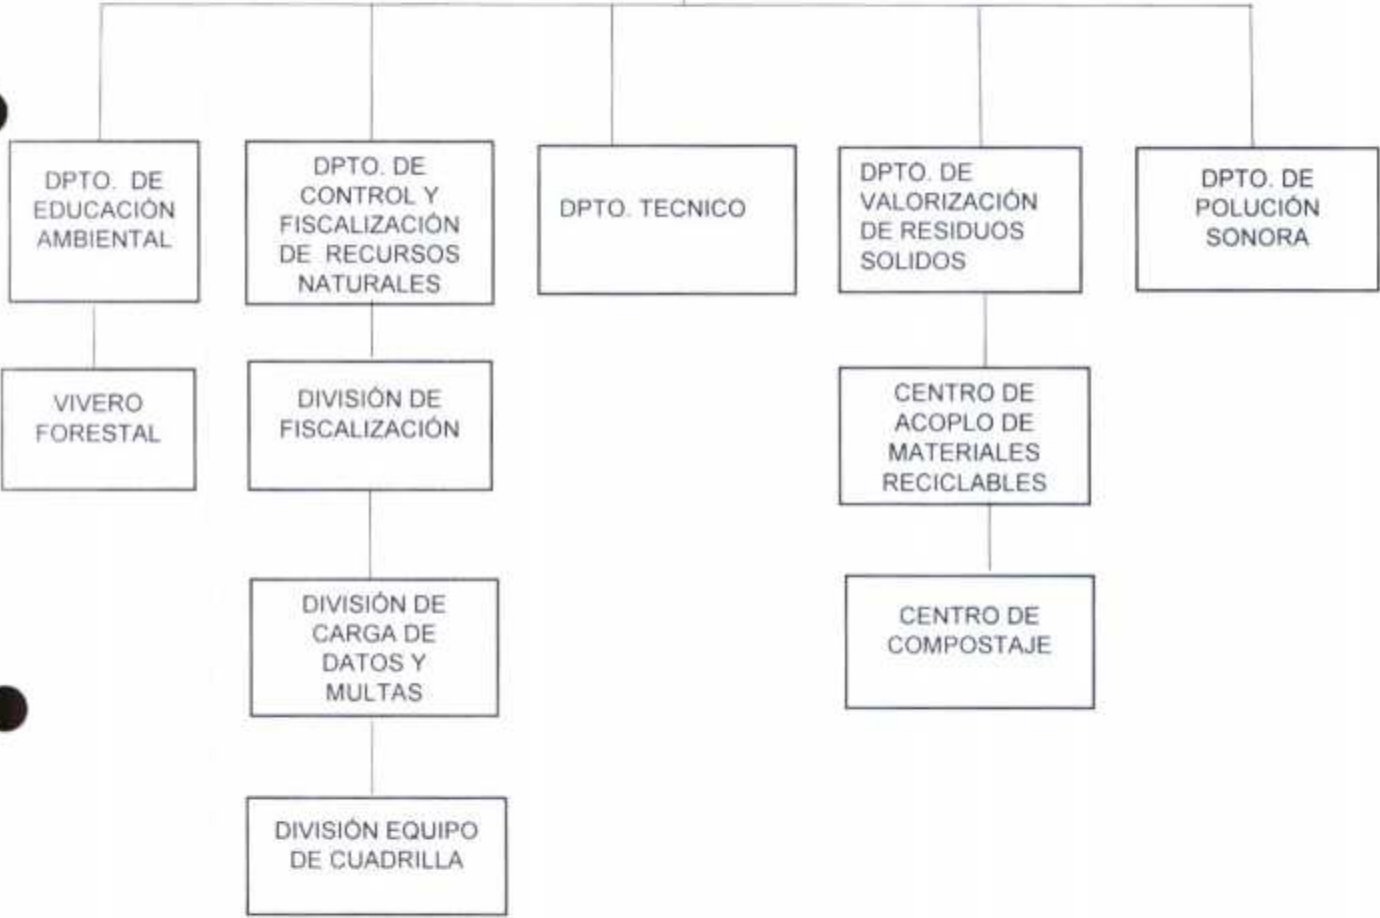 DPTO. DE
EDUCACIÓN
AMBIENTAL
DPTO. DE
CONTROL Y
FISCALIZACIÓN
DE RECURSOS
NATURALES
DPTO. TECNICO
DPTO. DE
VALORIZACIÓN
DE RESIDUOS
SOLIDOS
DPTO. DE
POLUCIÓN
SONORA
VIVERO
FORESTAL
DIVISIÓN DE
FISCALIZACIÓN
CENTRO DE
ACOPLO DE
MATERIALES
RECICLABLES
DIVISIÓN DE
CARGA DE
DATOS Y
MULTAS
CENTRO DE
COMPOSTAJE
DIVISIÓN EQUIPO
DE CUADRILLA